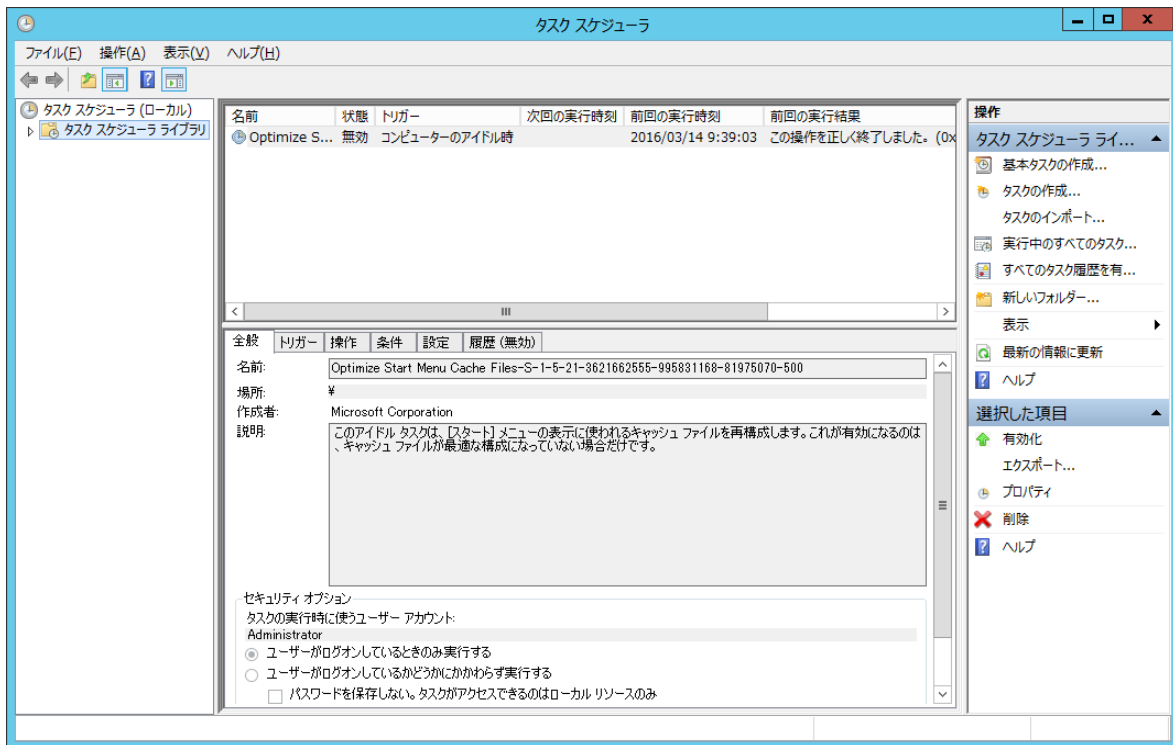 タスク スケジューラ
ファイル(F) 操作(A) 表示(V) ヘルプ(H)
タスク スケジューラ (ローカル)
タスク スケジューラ ライブラリ
名前 状態 トリガー 次回の実行時刻 前回の実行時刻 前回の実行結果
Optimize S... 無効 コンピューターのアイドル時 2016/03/14 9:39:03 この操作を正しく終了しました。(0x
全般 トリガー 操作 条件 設定 履歴 (無効)
名前: Optimize Start Menu Cache Files-S-1-5-21-3621662555-995831168-81975070-500
場所: ¥
作成者: Microsoft Corporation
説明: このアイドル タスクは、[スタート] メニューの表示に使われるキャッシュ ファイルを再構成します。これが有効になるのは
、キャッシュ ファイルが最適な構成になっていない場合だけです。
セキュリティ オプション
タスクの実行時に使うユーザー アカウント:
Administrator
ユーザーがログオンしているときのみ実行する
ユーザーがログオンしているかどうかにかかわらず実行する
パスワードを保存しない。タスクがアクセスできるのはローカル リソースのみ
操作
タスク スケジューラ ライ...
基本タスクの作成...
タスクの作成...
タスクのインポート...
実行中のすべてのタスク...
すべてのタスク履歴を有...
新しいフォルダー...
表示
最新の情報に更新
ヘルプ
選択した項目
有効化
エクスポート...
プロパティ
削除
ヘルプ